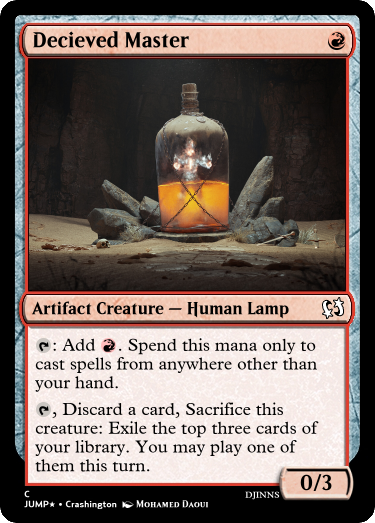 Decieved Master
Artifact Creature — Human Lamp
: Add . Spend this mana only to
cast spells from anywhere other than
your hand.
, Discard a card, Sacrifice this
creature: Exile the top three cards of
your library. You may play one of
them this turn.
0/3
C
DJINNS
JUMP★ • Crashington Mohamed Daoui